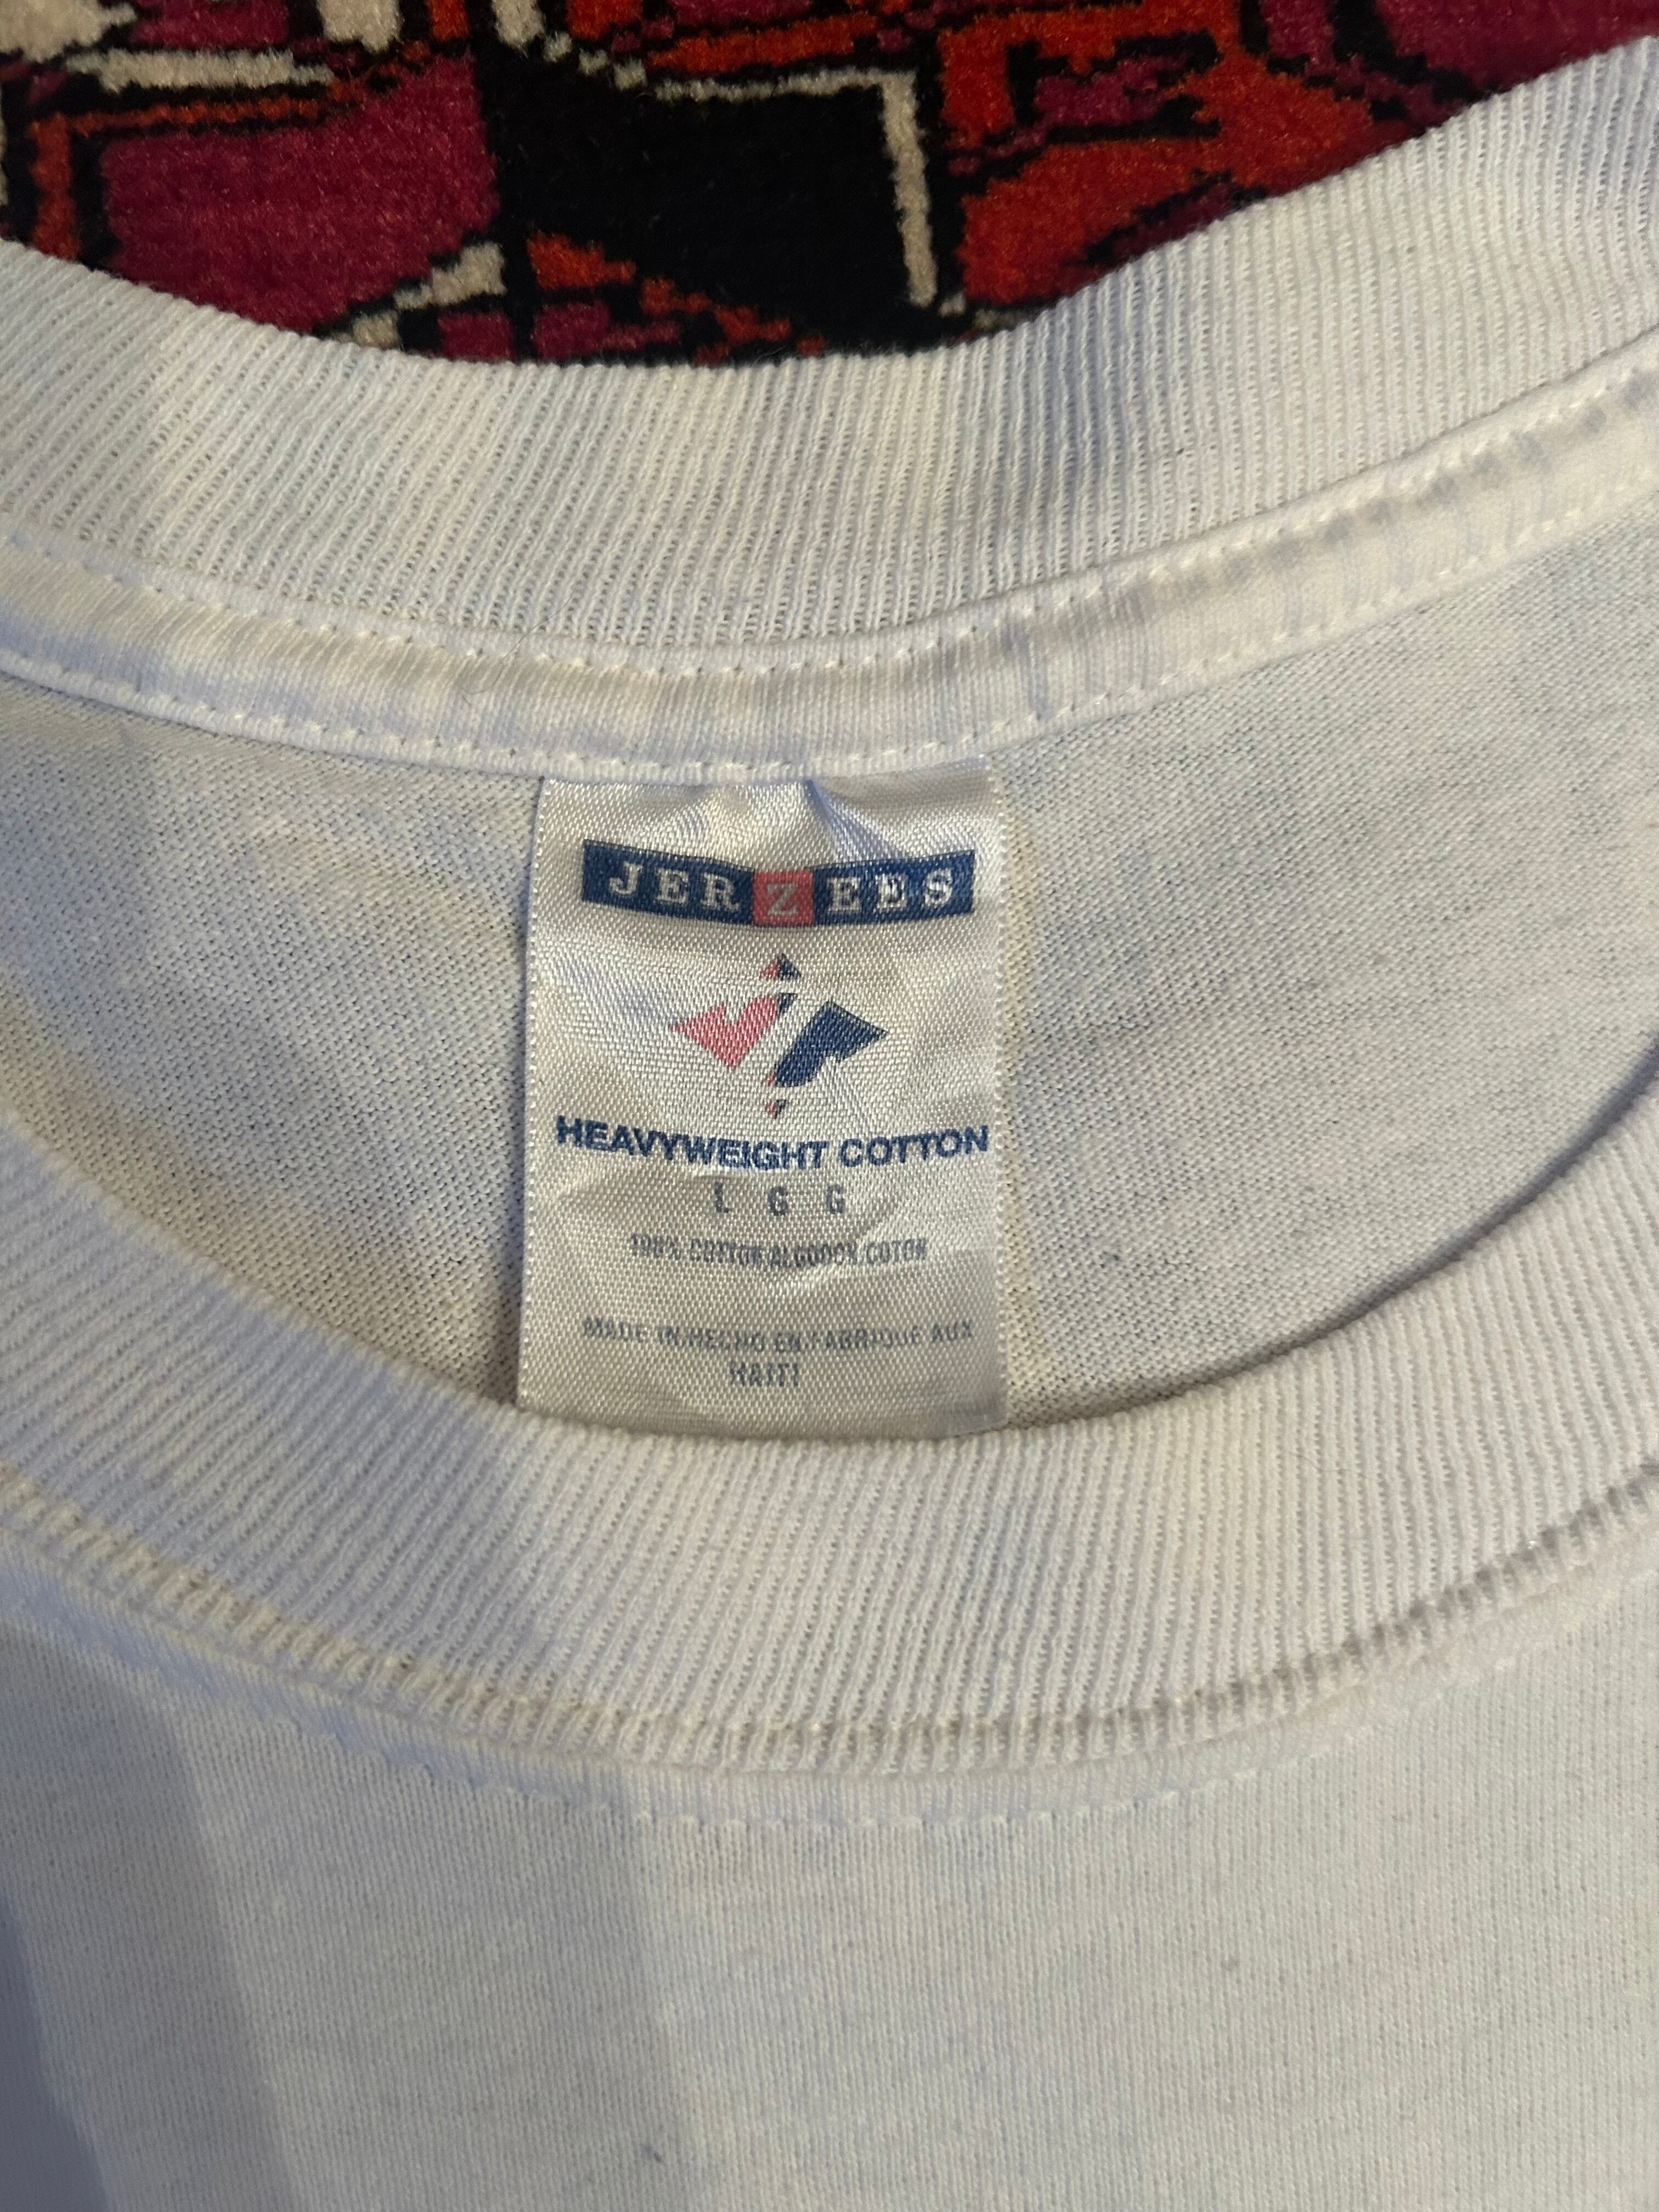 JERZEES
HEAVYWEIGHT COTTON
L G G
100% COTTON/ALGODON/COTON
MADE IN/HECHO EN/FABRIQUE AUX
HAITI